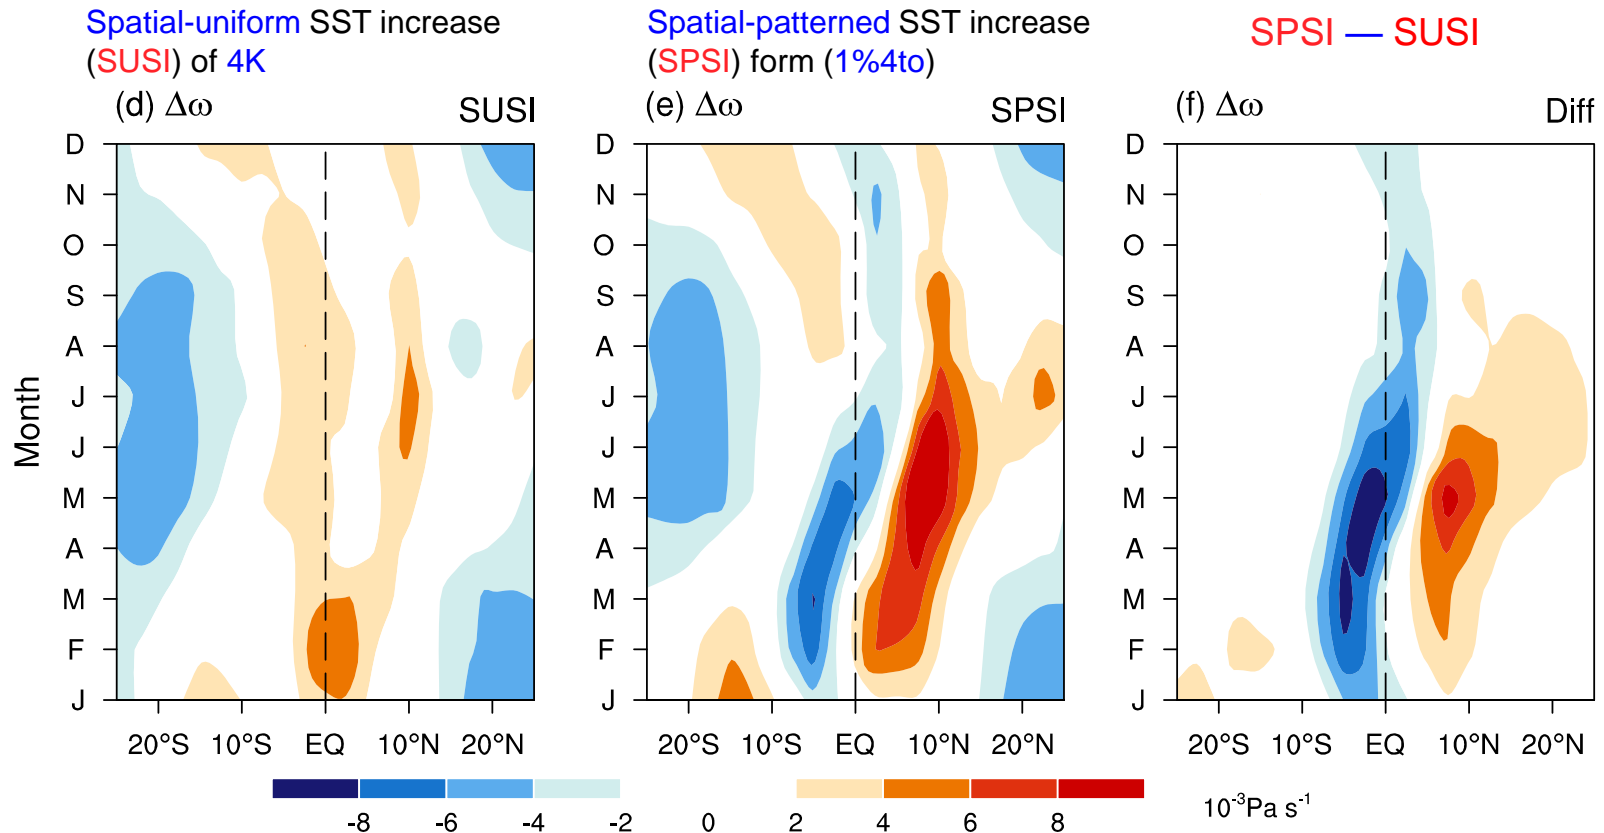 Spatial-uniform SST increase
(SUSI) of 4K
Spatial-patterned SST increase
(SPSI) form (1%4to)
SPSI — SUSI
(d) Δω SUSI
(e) Δω SPSI
(f) Δω Diff
Month
D
N
O
S
A
J
J
M
A
M
F
J
20°S 10°S EQ 10°N 20°N
D
N
O
S
A
J
J
M
A
M
F
J
20°S 10°S EQ 10°N 20°N
D
N
O
S
A
J
J
M
A
M
F
J
20°S 10°S EQ 10°N 20°N
-8 -6 -4 -2 0 2 4 6 8
10⁻³Pa s⁻¹